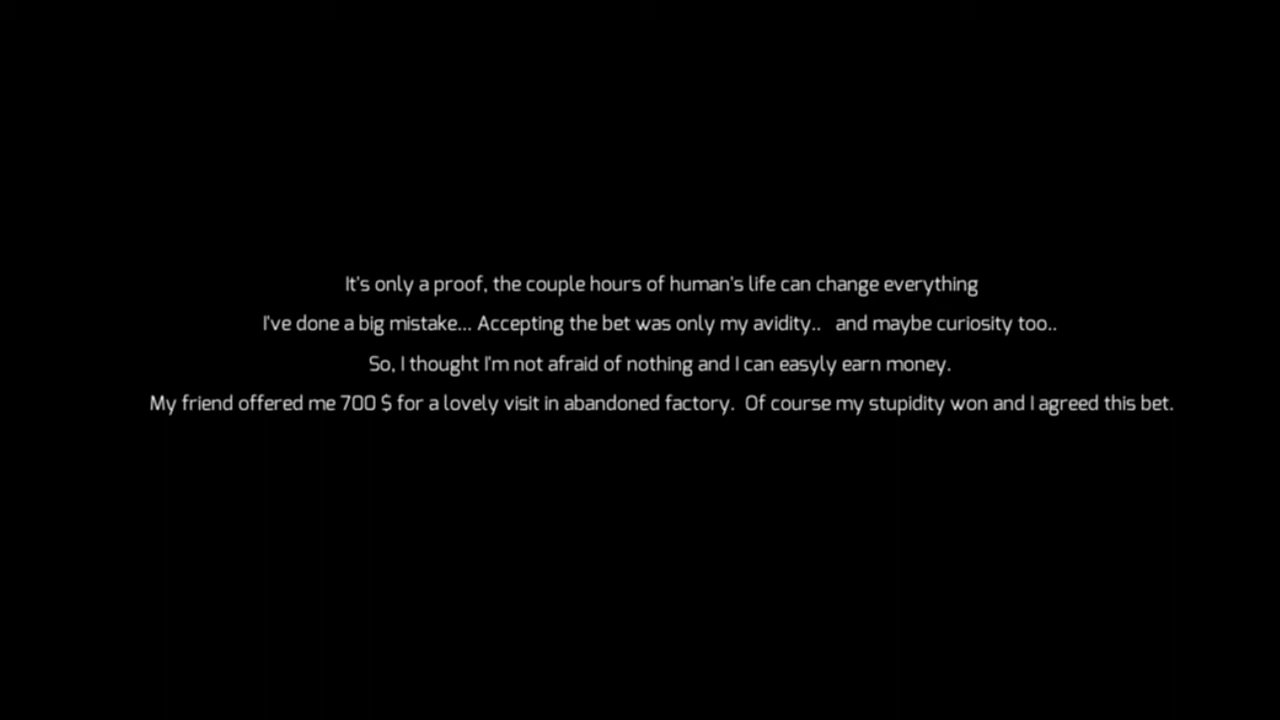 It's only a proof, the couple hours of human's life can change everything
I've done a big mistake... Accepting the bet was only my avidity..   and maybe curiosity too..
So, I thought I'm not afraid of nothing and I can easyly earn money.
My friend offered me 700 $ for a lovely visit in abandoned factory.  Of course my stupidity won and I agreed this bet.